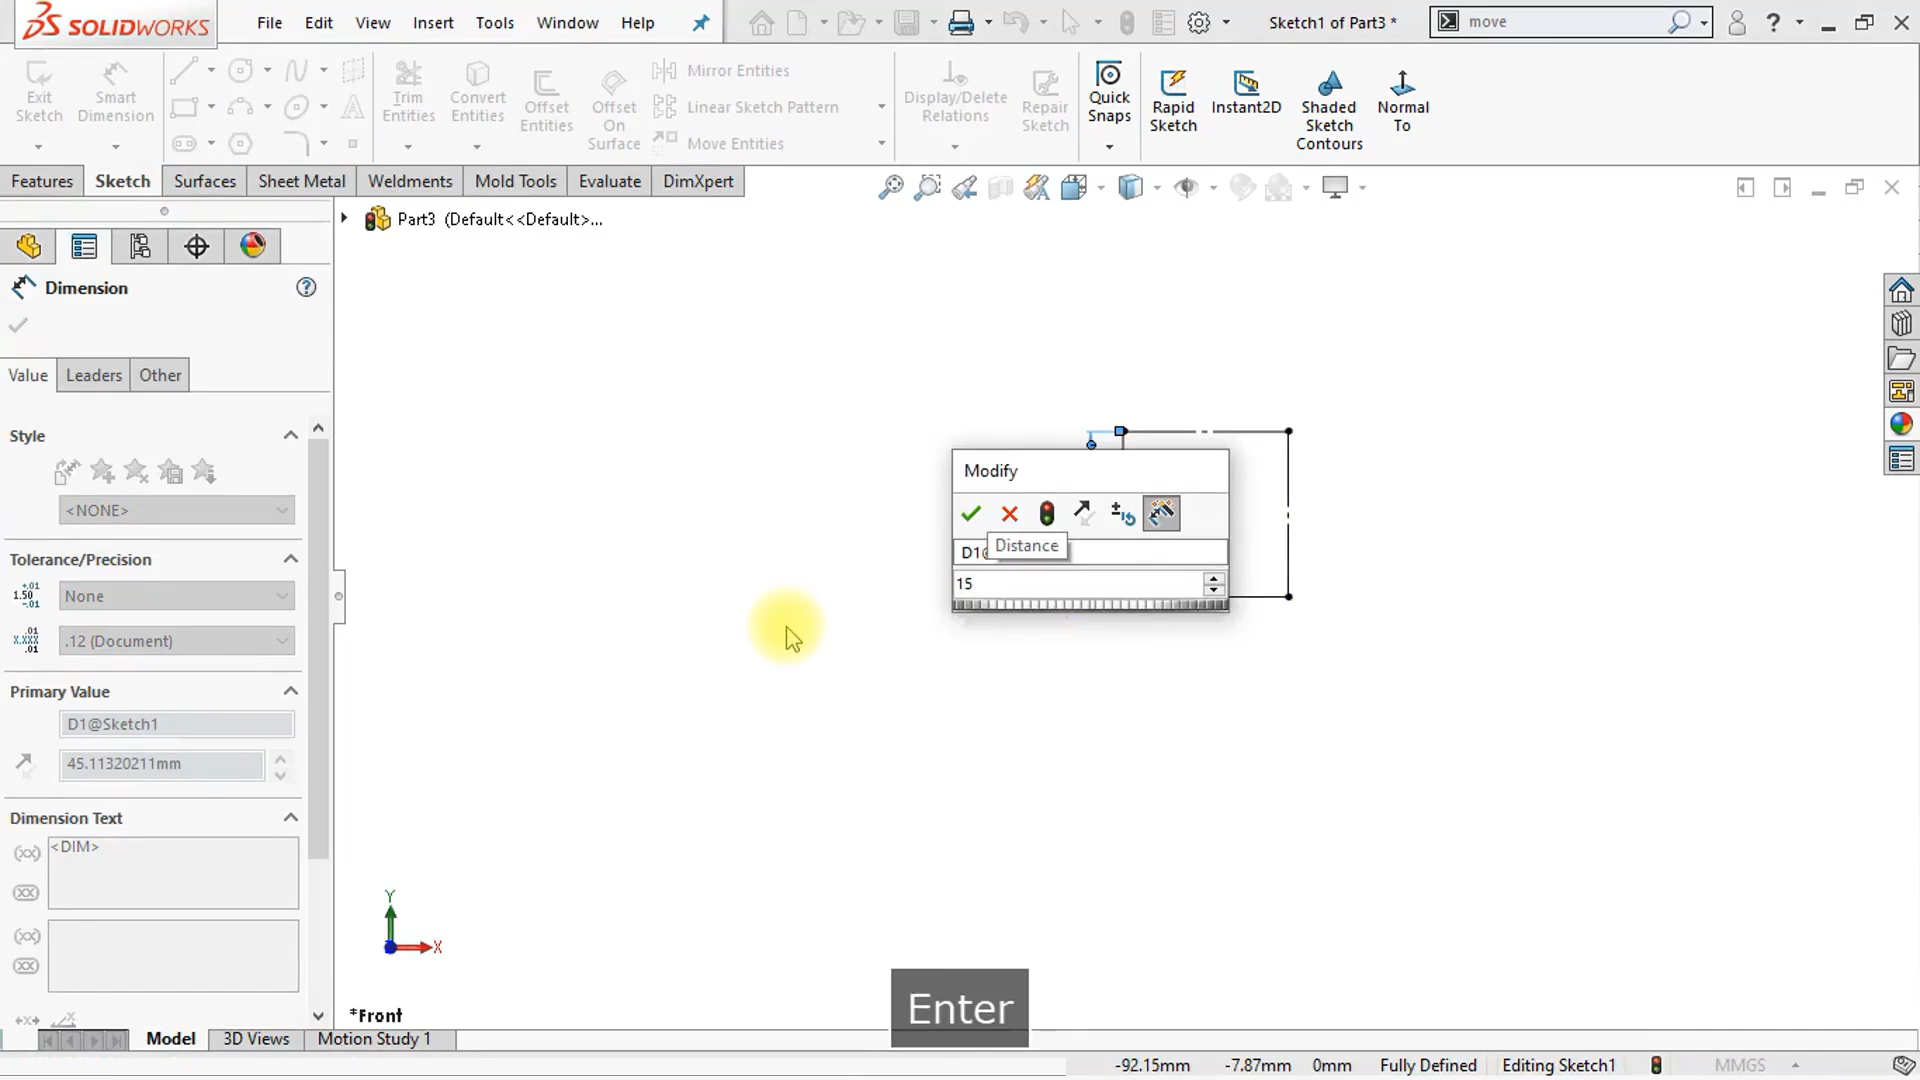 SOLIDWORKS File Edit View Insert Tools Window Help Sketch1 of Part3 * move ?
Exit Sketch
Smart Dimension
Trim Entities
Convert Entities
Offset Entities
Offset On Surface
Mirror Entities
Linear Sketch Pattern
Move Entities
Display/Delete Relations
Repair Sketch
Quick Snaps
Rapid Sketch
Instant2D
Shaded Sketch Contours
Normal To
Features Sketch Surfaces Sheet Metal Weldments Mold Tools Evaluate DimXpert
Part3 (Default<<Default>...
Dimension
Value Leaders Other
Style
<NONE>
Tolerance/Precision
None
.12 (Document)
Primary Value
D1@Sketch1
45.11320211mm
Dimension Text
<DIM>
Modify
Distance
D1@
15
Y
X
*Front
Enter
Model 3D Views Motion Study 1
-92.15mm -7.87mm 0mm Fully Defined Editing Sketch1 MMGS